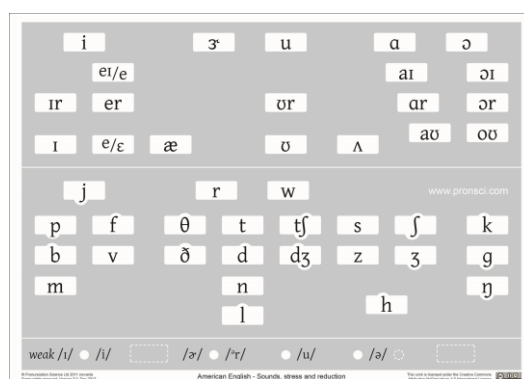 i ɝ u ɑ ɔ
eɪ/e aɪ ɔɪ
ɪr er ʊr ɑr ɔr
aʊ oʊ
ɪ e/ɛ æ ʊ ʌ
j r w www.pronsci.com
p f θ t tʃ s ʃ k
b v ð d dʒ z ʒ g
m n ŋ
h
l
weak /ɪ/ /i/ /ɚ/ /ᵊr/ /u/ /ə/
American English - Sounds, stress and reduction